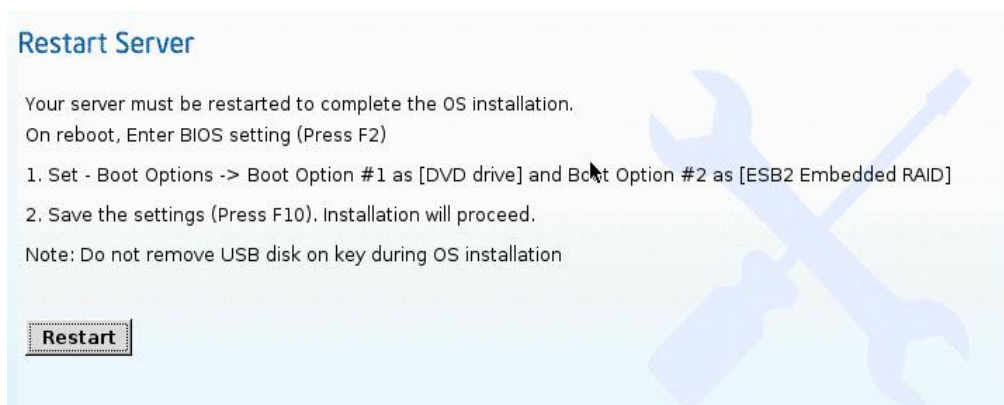 Restart Server
Your server must be restarted to complete the OS installation.
On reboot, Enter BIOS setting (Press F2)
1. Set - Boot Options -> Boot Option #1 as [DVD drive] and Boot Option #2 as [ESB2 Embedded RAID]
2. Save the settings (Press F10). Installation will proceed.
Note: Do not remove USB disk on key during OS installation
Restart